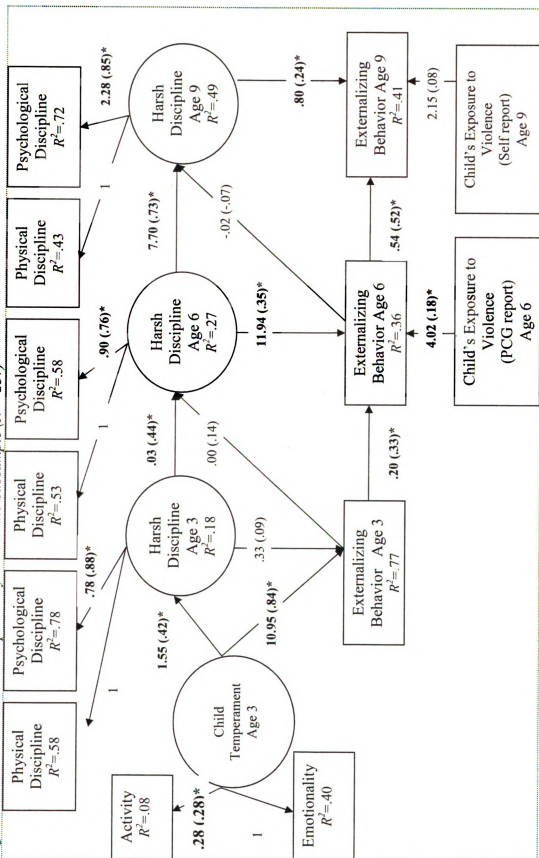 Physical
Discipline
R²=.58
Psychological
Discipline
R²=.78
Physical
Discipline
R²=.53
Psychological
Discipline
R²=.58
Physical
Discipline
R²=.43
Psychological
Discipline
R²=.72
1
.78 (.88)*
1
.90 (.76)*
1
2.28 (.85)*
Activity
R²=.08
.28 (.28)*
1
Emotionality
R²=.40
Child
Temperament
Age 3
1.55 (.42)*
10.95 (.84)*
Harsh
Discipline
Age 3
R²=.18
.03 (.44)*
Harsh
Discipline
Age 6
R²=.27
7.70 (.73)*
Harsh
Discipline
Age 9
R²=.49
.33 (.09)
.00 (.14)
11.94 (.35)*
-.02 (-.07)
.80 (.24)*
Externalizing
Behavior Age 3
R²=.77
.20 (.33)*
Externalizing
Behavior Age 6
R²=.36
.54 (.52)*
Externalizing
Behavior Age 9
R²=.41
4.02 (.18)*
2.15 (.08)
Child's Exposure to
Violence
(PCG report)
Age 6
Child's Exposure to
Violence
(Self report)
Age 9